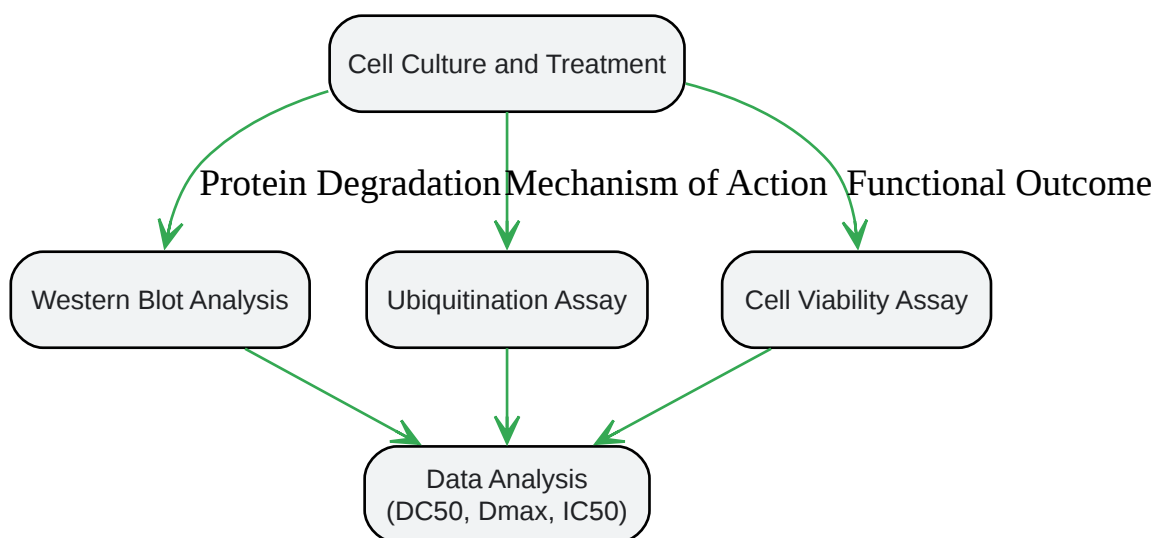 Cell Culture and Treatment
Protein Degradation
Mechanism of Action
Functional Outcome
Western Blot Analysis
Ubiquitination Assay
Cell Viability Assay
Data Analysis
(DC50, Dmax, IC50)